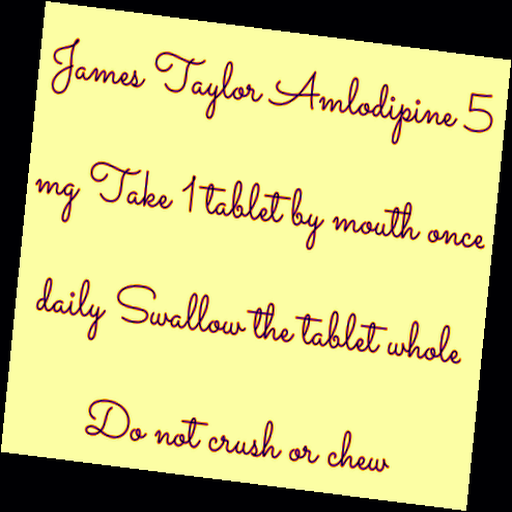 James Taylor Amlodipine 5
mg Take 1 tablet by mouth once
daily Swallow the tablet whole
Do not crush or chew